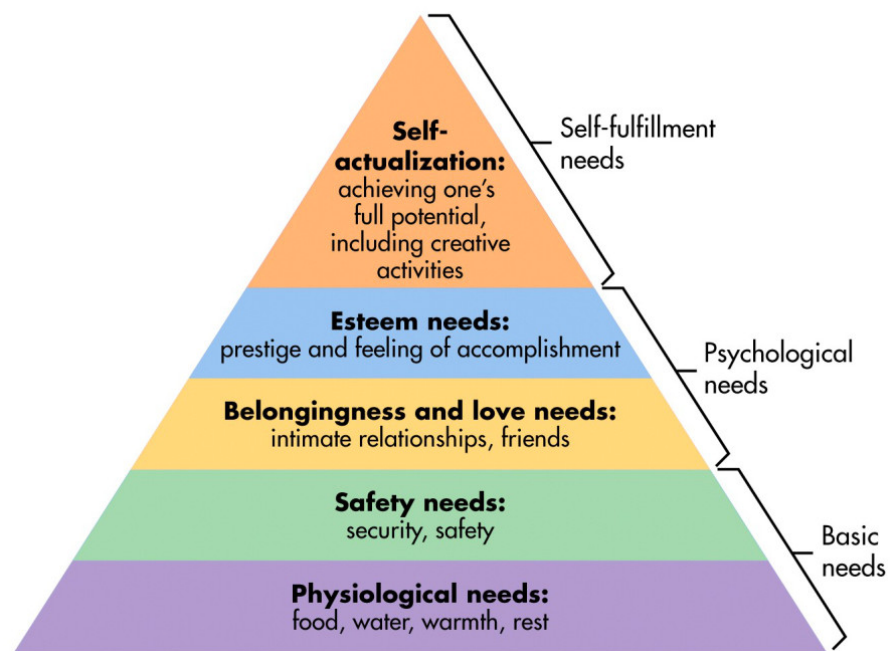 Self-
actualization:
achieving one's
full potential,
including creative
activities
Self-fulfillment
needs
Esteem needs:
prestige and feeling of accomplishment
Psychological
needs
Belongingness and love needs:
intimate relationships, friends
Safety needs:
security, safety
Basic
needs
Physiological needs:
food, water, warmth, rest